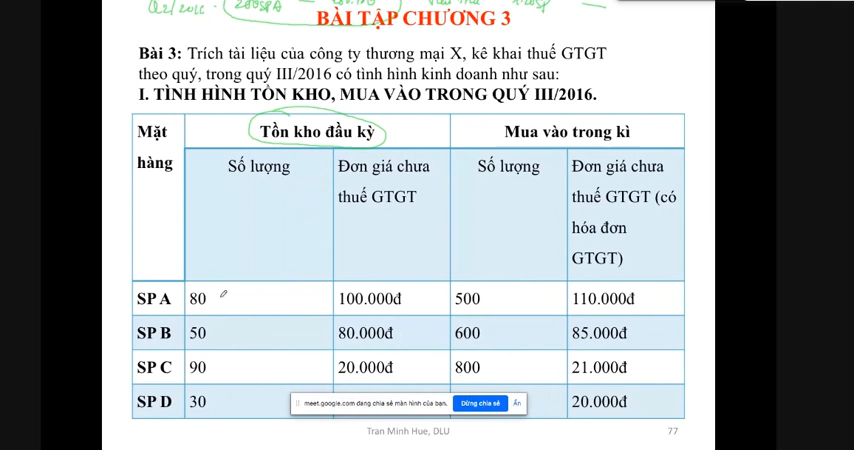 Q2/2016
200SPA
BÀI TẬP CHƯƠNG 3
Bài 3: Trích tài liệu của công ty thương mại X, kê khai thuế GTGT
theo quý, trong quý III/2016 có tình hình kinh doanh như sau:
I. TÌNH HÌNH TỒN KHO, MUA VÀO TRONG QUÝ III/2016.
Mặt hàng Tồn kho đầu kỳ Mua vào trong kì
Số lượng Đơn giá chưa thuế GTGT Số lượng Đơn giá chưa thuế GTGT (có hóa đơn GTGT)
SP A 80 100.000đ 500 110.000đ
SP B 50 80.000đ 600 85.000đ
SP C 90 20.000đ 800 21.000đ
SP D 30 20.000đ
meet.google.com đang chia sẻ màn hình của bạn. Dừng chia sẻ Ẩn
Tran Minh Hue, DLU 77